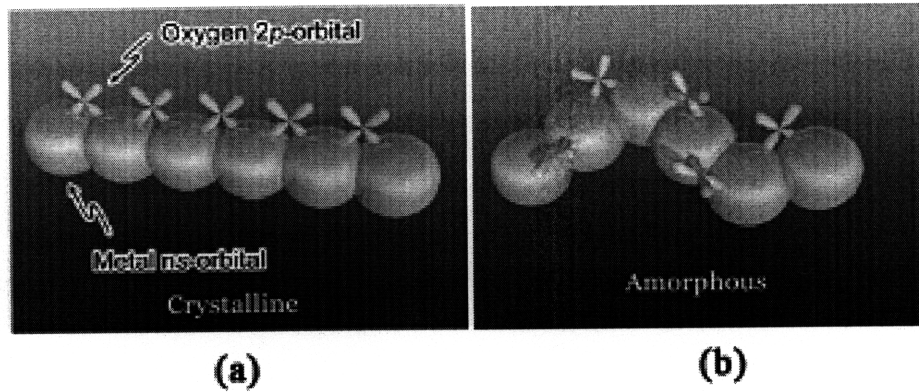 Oxygen 2p-orbital
Metal ns-orbital
Crystalline
Amorphous
(a)
(b)